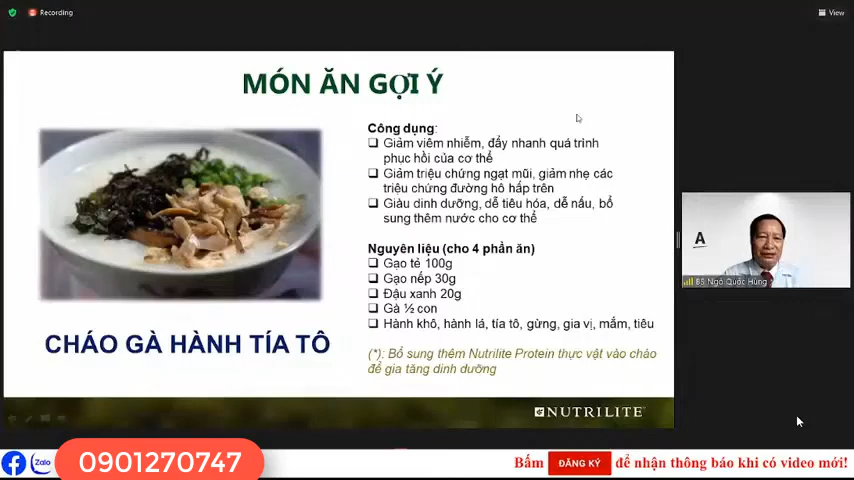 Recording
View
MÓN ĂN GỢI Ý
Công dụng:
Giảm viêm nhiễm, đẩy nhanh quá trình
phục hồi của cơ thể
Giảm triệu chứng ngạt mũi, giảm nhẹ các
triệu chứng đường hô hấp trên
Giàu dinh dưỡng, dễ tiêu hóa, dễ nấu, bổ
sung thêm nước cho cơ thể
Nguyên liệu (cho 4 phần ăn)
Gạo tẻ 100g
Gạo nếp 30g
Đậu xanh 20g
Gà ½ con
Hành khô, hành lá, tía tô, gừng, gia vị, mắm, tiêu
CHÁO GÀ HÀNH TÍA TÔ
(*): Bổ sung thêm Nutrilite Protein thực vật vào cháo
để gia tăng dinh dưỡng
A
BS Ngô Quốc Hùng
NUTRILITE™
Zalo
0901270747
Bấm ĐĂNG KÝ để nhận thông báo khi có video mới!